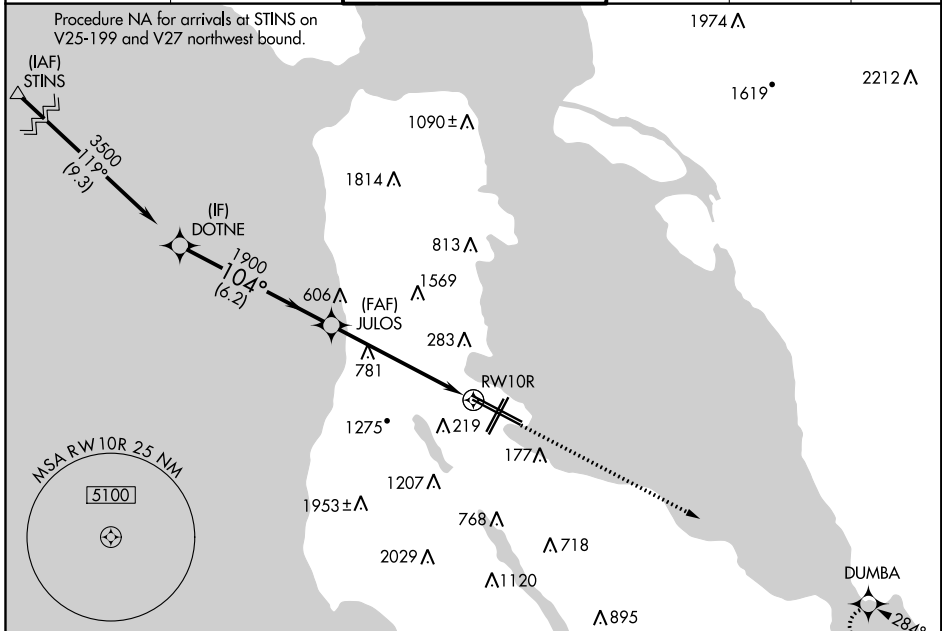 Procedure NA for arrivals at STINS on
V25-199 and V27 northwest bound.
(IAF)
STINS
3500
119°
(9.3)
(IF)
DOTNE
1900
104°
(6.2)
(FAF)
JULOS
RW10R
1974
1619
2212
1090±
1814
813
1569
606
283
781
1275
219
177
1207
1953±
768
2029
718
1120
895
MSA RW10R 25 NM
5100
DUMBA
284°